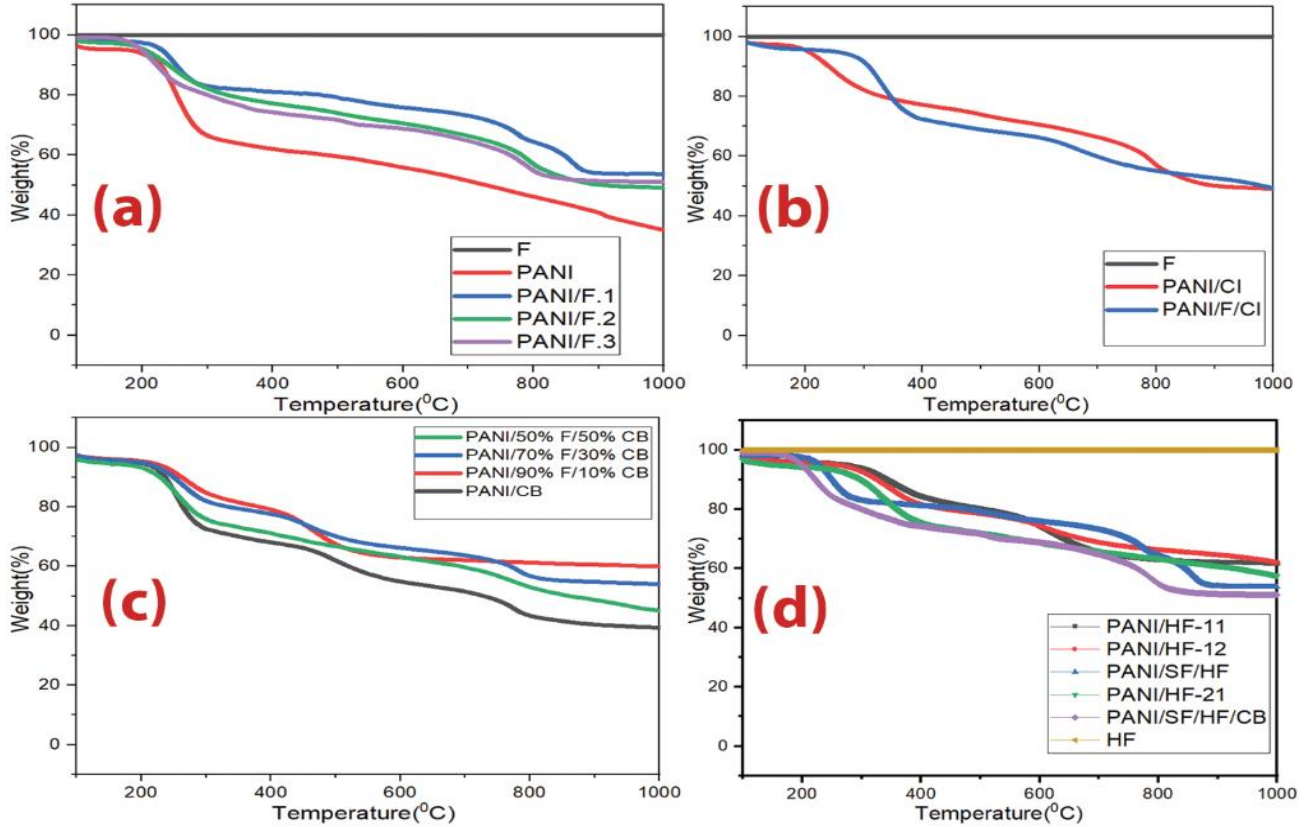 100
80
60
40
20
0
Weight(%)
(a)
F
PANI
PANI/F.1
PANI/F.2
PANI/F.3
200
400
600
800
1000
Temperature(⁰C)
100
80
60
40
20
0
Weight(%)
(b)
F
PANI/CI
PANI/F/CI
200
400
600
800
1000
Temperature(⁰C)
100
80
60
40
20
0
Weight(%)
(c)
PANI/50% F/50% CB
PANI/70% F/30% CB
PANI/90% F/10% CB
PANI/CB
200
400
600
800
1000
Temperature(⁰C)
100
80
60
40
20
0
Weight(%)
(d)
PANI/HF-11
PANI/HF-12
PANI/SF/HF
PANI/HF-21
PANI/SF/HF/CB
HF
200
400
600
800
1000
Temperature(⁰C)